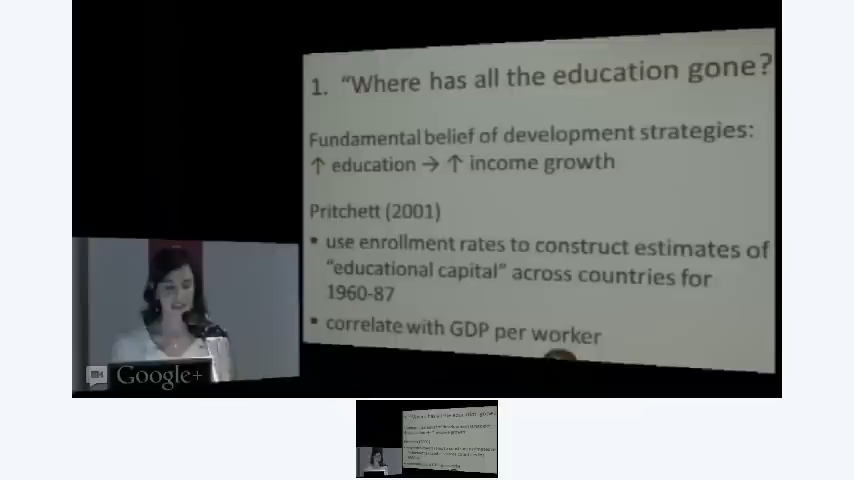 1. “Where has all the education gone?
Fundamental belief of development strategies:
↑ education → ↑ income growth
Pritchett (2001)
▪ use enrollment rates to construct estimates of
“educational capital” across countries for
1960-87
▪ correlate with GDP per worker
Google+